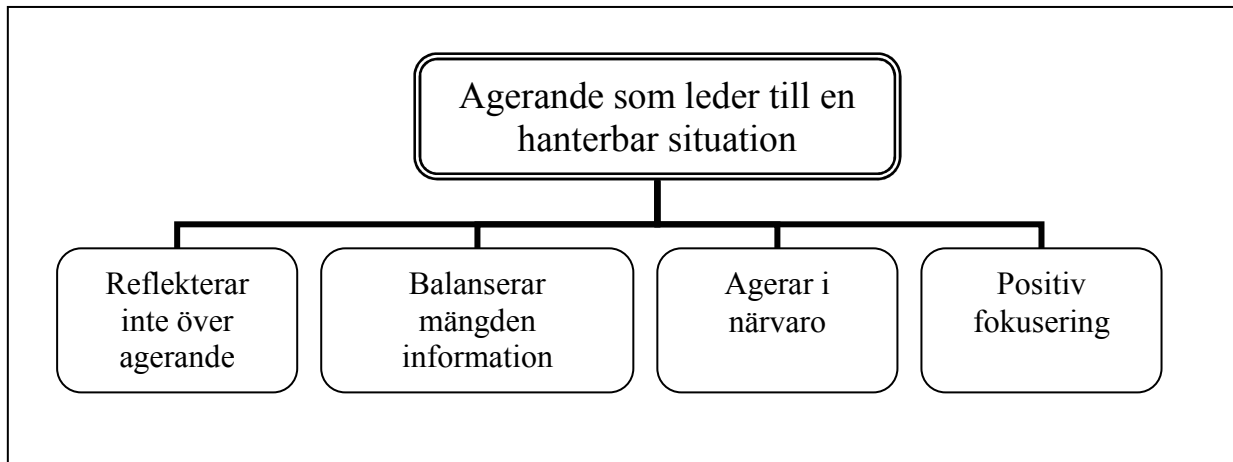 Agerande som leder till en
hanterbar situation
Reflekterar
inte över
agerande
Balanserar
mängden
information
Agerar i
närvaro
Positiv
fokusering